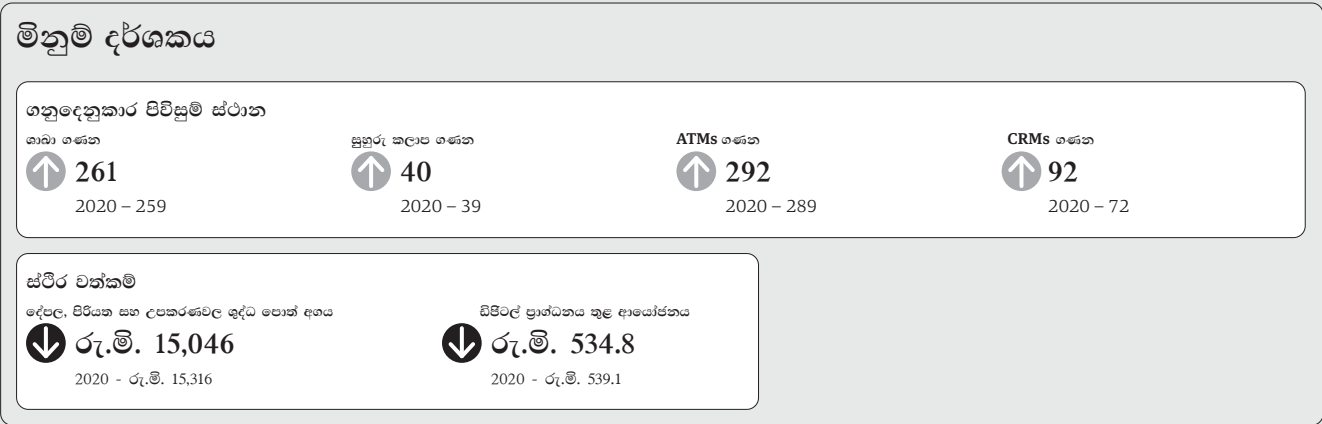 මිනුම් දර්ශකය
ගනුදෙනුකාර පිවිසුම් ස්ථාන
ශාඛා ගණන
261
2020 – 259
සුහුරු කලාප ගණන
40
2020 – 39
ATMs ගණන
292
2020 – 289
CRMs ගණන
92
2020 – 72
ස්ථිර වත්කම්
දේපල, පිරියත සහ උපකරණවල ශුද්ධ පොත් අගය
රු.මි. 15,046
2020 - රු.මි. 15,316
ඩිජිටල් ප්‍රාග්ධනය තුළ ආයෝජනය
රු.මි. 534.8
2020 - රු.මි. 539.1